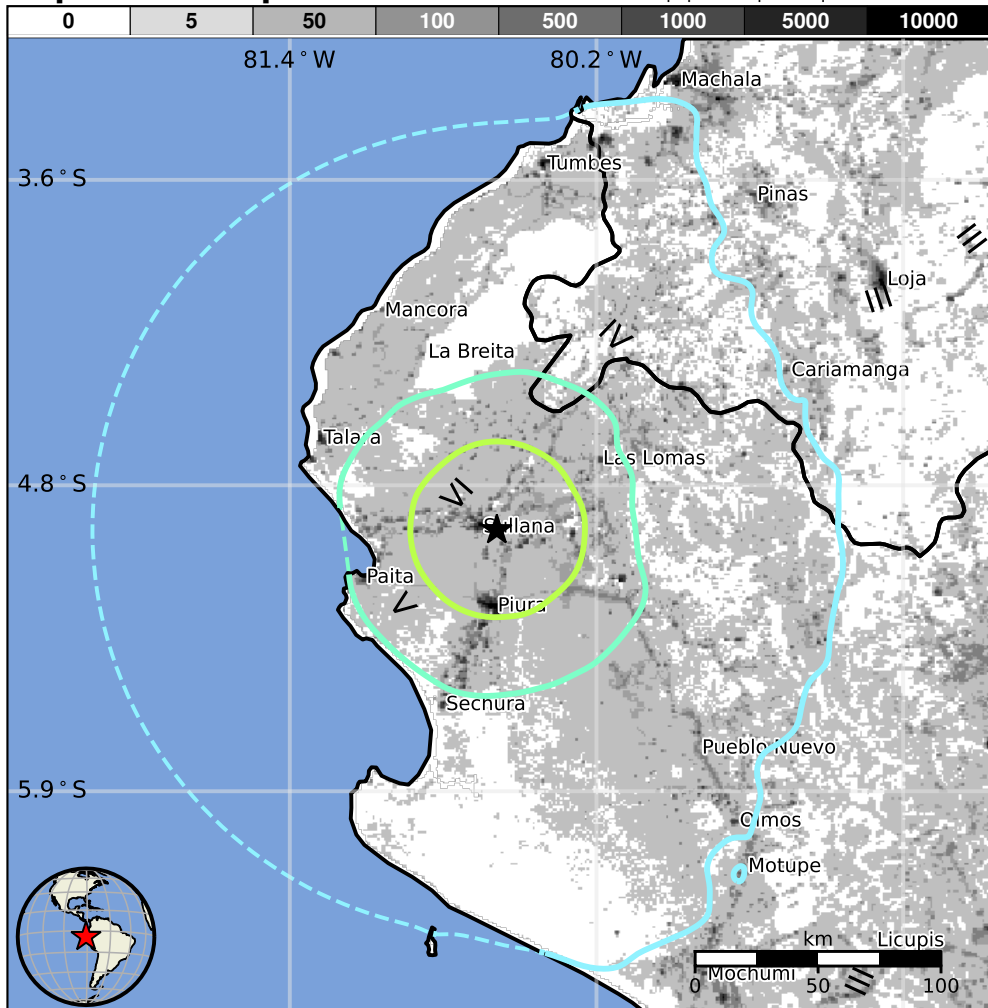 0 5 50 100 500 1000 5000 10000
81.4°W 80.2°W
Machala
Tumbes
3.6°S
Pinas
III
Loja
III
Mancora
IV
La Breita
Cariamanga
Talara
Las Lomas
4.8°S
VI
Sullana
Paita
V
Piura
Sechura
Pueblo Nuevo
5.9°S
Olmos
Motupe
km Licupis
Mochumi III
0 50 100